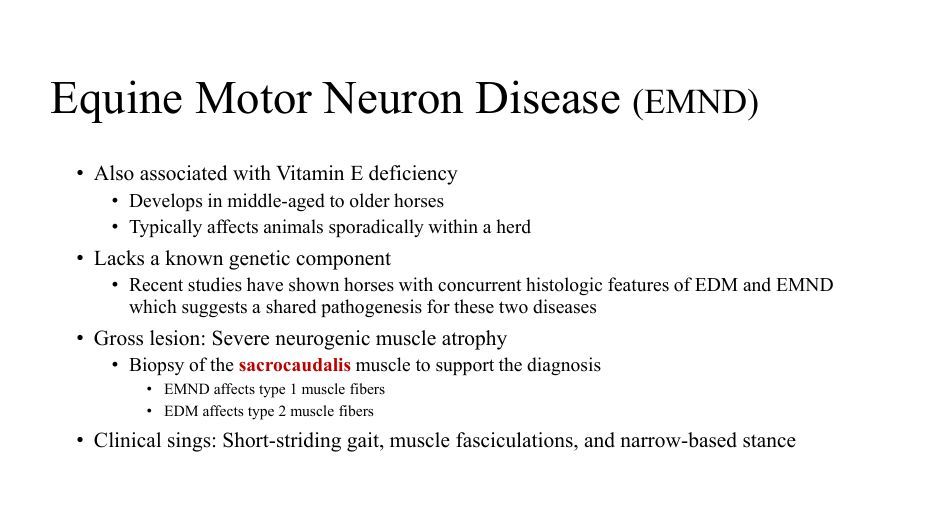 Equine Motor Neuron Disease (EMND)
• Also associated with Vitamin E deficiency
• Develops in middle-aged to older horses
• Typically affects animals sporadically within a herd
• Lacks a known genetic component
• Recent studies have shown horses with concurrent histologic features of EDM and EMND
which suggests a shared pathogenesis for these two diseases
• Gross lesion: Severe neurogenic muscle atrophy
• Biopsy of the sacrocaudalis muscle to support the diagnosis
• EMND affects type 1 muscle fibers
• EDM affects type 2 muscle fibers
• Clinical sings: Short-striding gait, muscle fasciculations, and narrow-based stance